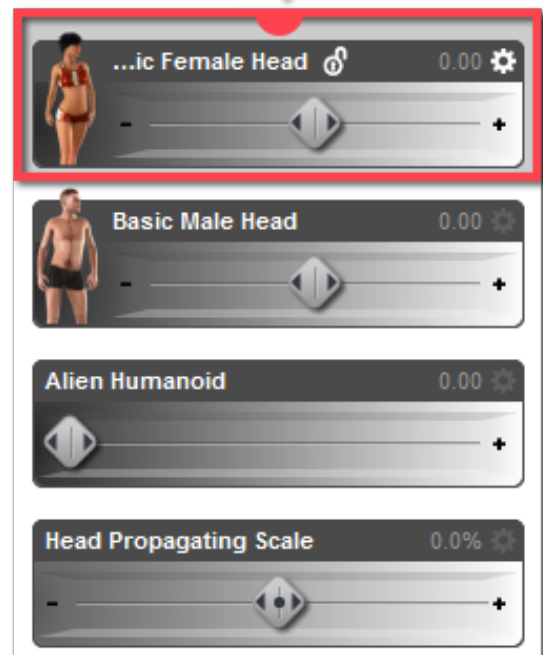 ...ic Female Head 0.00
- +
Basic Male Head 0.00
- +
Alien Humanoid 0.00
+
Head Propagating Scale 0.0%
- +